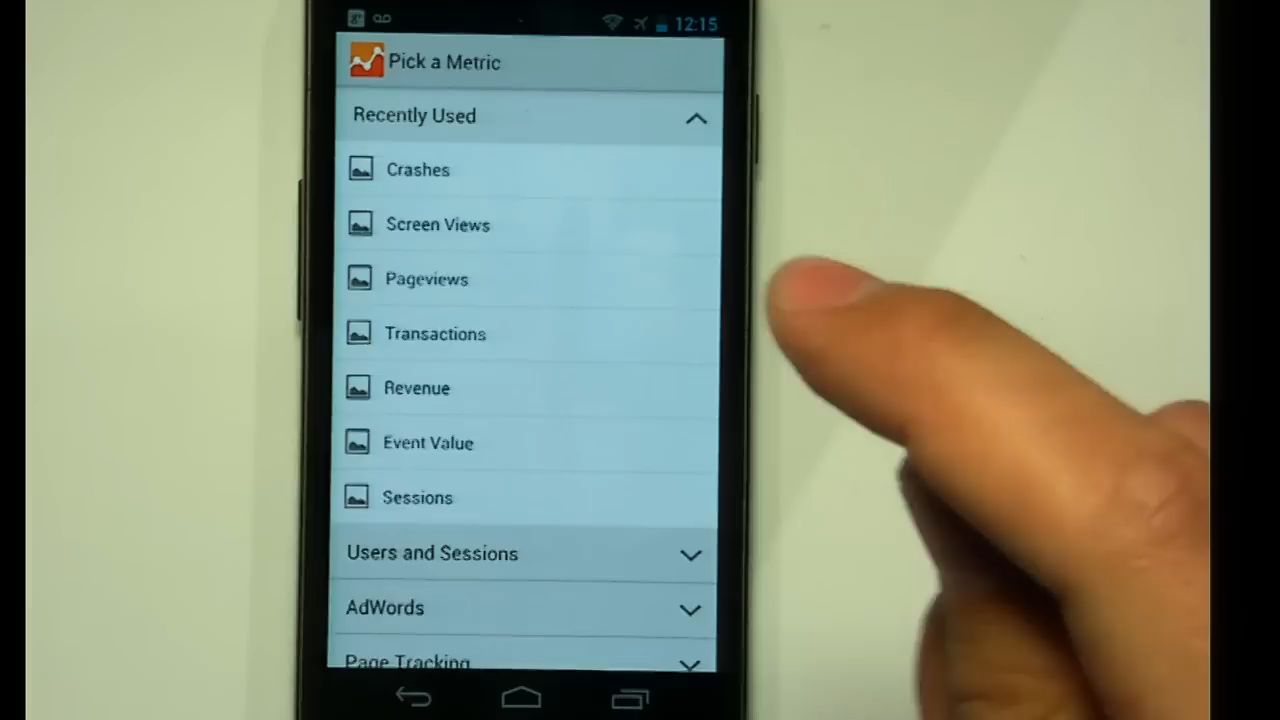 12:15
Pick a Metric
Recently Used
Crashes
Screen Views
Pageviews
Transactions
Revenue
Event Value
Sessions
Users and Sessions
AdWords
Page Tracking